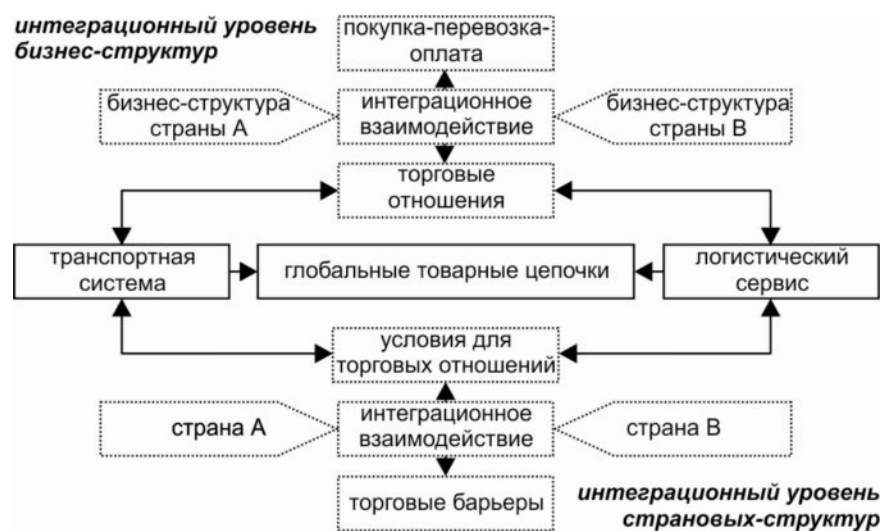 интеграционный уровень
бизнес-структур
покупка-перевозка-
оплата
бизнес-структура
страны А
интеграционное
взаимодействие
бизнес-структура
страны В
торговые
отношения
транспортная
система
глобальные товарные цепочки
логистический
сервис
условия для
торговых отношений
страна А
интеграционное
взаимодействие
страна В
торговые барьеры
интеграционный уровень
страновых-структур